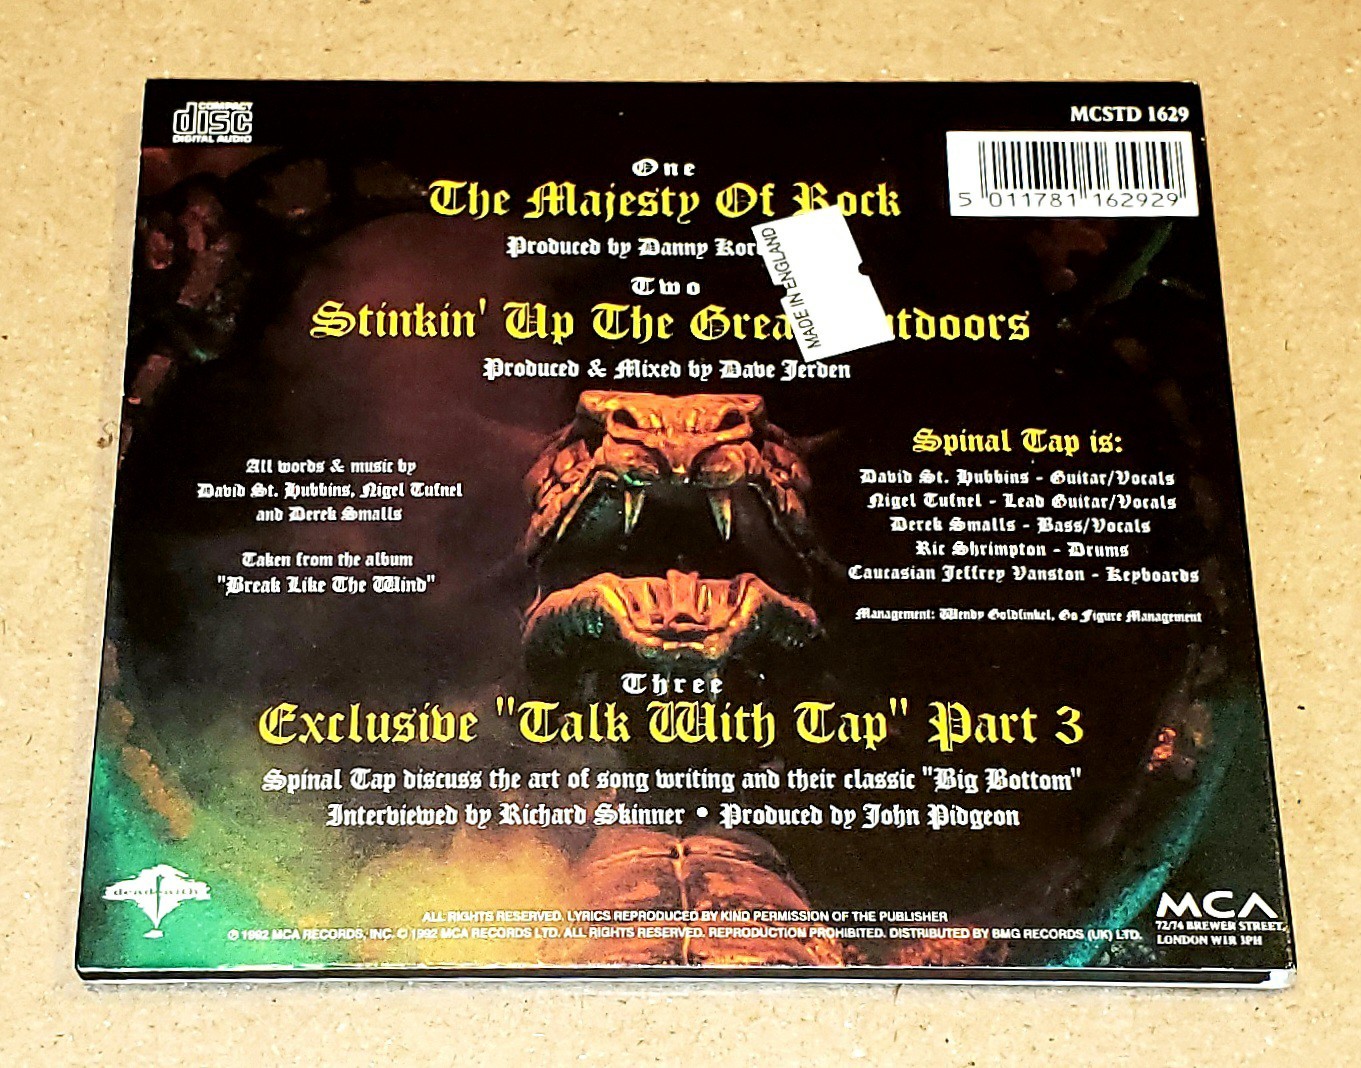 COMPACT
disc
DIGITAL AUDIO
MCSTD 1629
5 011781 162929
One
The Majesty Of Rock
Produced by Danny
MADE IN ENGLAND
Two
Stinkin' Up The Outdoors
Produced & Mixed by Dave Jerden
All words & music by
David St. Hubbins, Nigel Tufnel
and Derek Smalls
Taken from the album
"Break Like The Wind"
Spinal Tap is:
David St. Hubbins - Guitar/Vocals
Nigel Tufnel - Lead Guitar/Vocals
Derek Smalls - Bass/Vocals
Ric Shrimpton - Drums
Caucasian Jeffrey Vanston - Keyboards
Management: Wendy Goldfinkel, Go Figure Management
Three
Exclusive "Talk With Tap" Part 3
Spinal Tap discuss the art of song writing and their classic "Big Bottom"
Interviewed by Richard Skinner • Produced dy John Pidgeon
dead faith
ALL RIGHTS RESERVED. LYRICS REPRODUCED BY KIND PERMISSION OF THE PUBLISHER
℗ 1992 MCA RECORDS, INC. © 1992 MCA RECORDS LTD. ALL RIGHTS RESERVED. REPRODUCTION PROHIBITED. DISTRIBUTED BY BMG RECORDS (UK) LTD.
MCA
72/74 BREWER STREET,
LONDON W1R 3PH